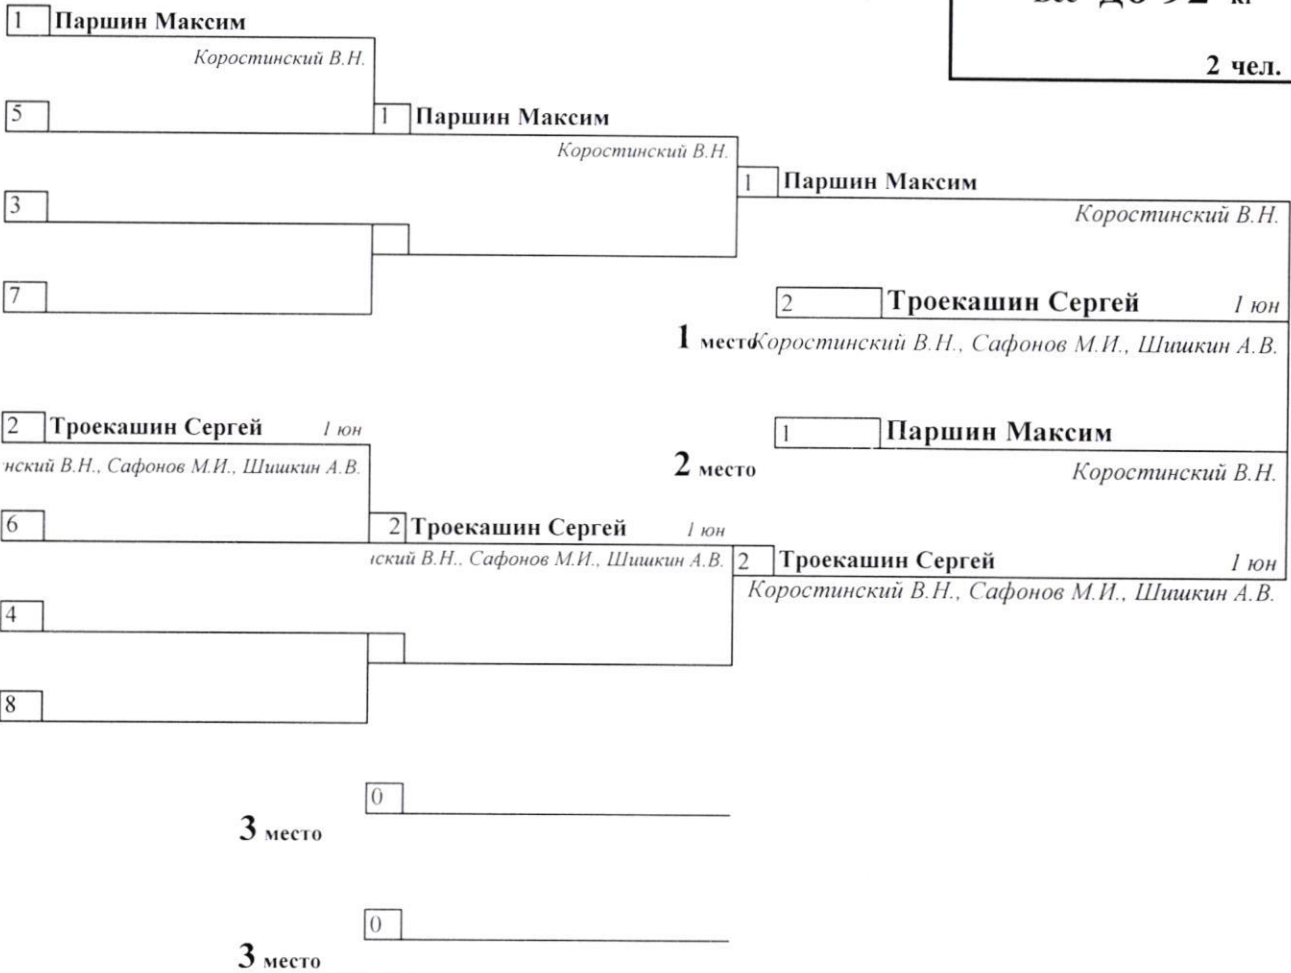 до 92
2 чел.
1 Паршин Максим
Коростинский В.Н.
5
1 Паршин Максим
Коростинский В.Н.
1 Паршин Максим
Коростинский В.Н.
3
7
2 Троекашин Сергей 1 юн
1 место Коростинский В.Н., Сафонов М.И., Шишкин А.В.
1 Паршин Максим
2 место
Коростинский В.Н.
2 Троекашин Сергей 1 юн
нский В.Н., Сафонов М.И., Шишкин А.В.
6
2 Троекашин Сергей 1 юн
нский В.Н., Сафонов М.И., Шишкин А.В.
2 Троекашин Сергей 1 юн
Коростинский В.Н., Сафонов М.И., Шишкин А.В.
4
8
0
3 место
0
3 место